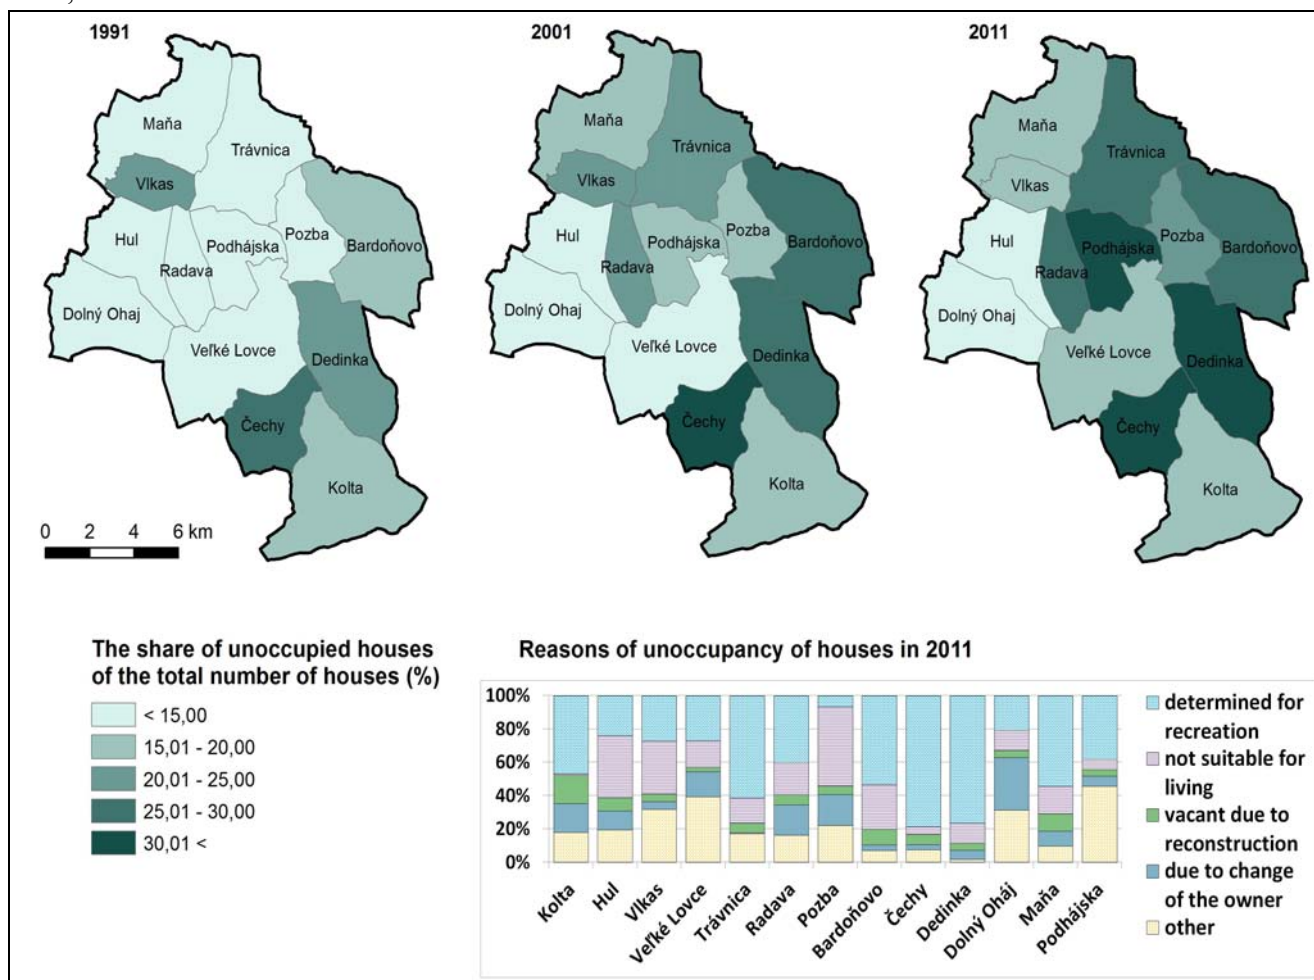 1991
Maňa
Trávnica
Vlkas
Hul
Podhájska
Pozba
Bardoňovo
Radava
Dolný Ohaj
Veľké Lovce
Dedinka
Čechy
Kolta
0 2 4 6 km
2001
Maňa
Trávnica
Vlkas
Hul
Podhájska
Pozba
Bardoňovo
Radava
Dolný Ohaj
Veľké Lovce
Dedinka
Čechy
Kolta
2011
Maňa
Trávnica
Vlkas
Hul
Podhájska
Pozba
Bardoňovo
Radava
Dolný Ohaj
Veľké Lovce
Dedinka
Čechy
Kolta
The share of unoccupied houses
of the total number of houses (%)
< 15,00
15,01 - 20,00
20,01 - 25,00
25,01 - 30,00
30,01 <
Reasons of unoccupancy of houses in 2011
100%
80%
60%
40%
20%
0%
Kolta
Hul
Vlkas
Veľké Lovce
Trávnica
Radava
Pozba
Bardoňovo
Čechy
Dedinka
Dolný Oháj
Maňa
Podhájska
determined for
recreation
not suitable for
living
vacant due to
reconstruction
due to change
of the owner
other